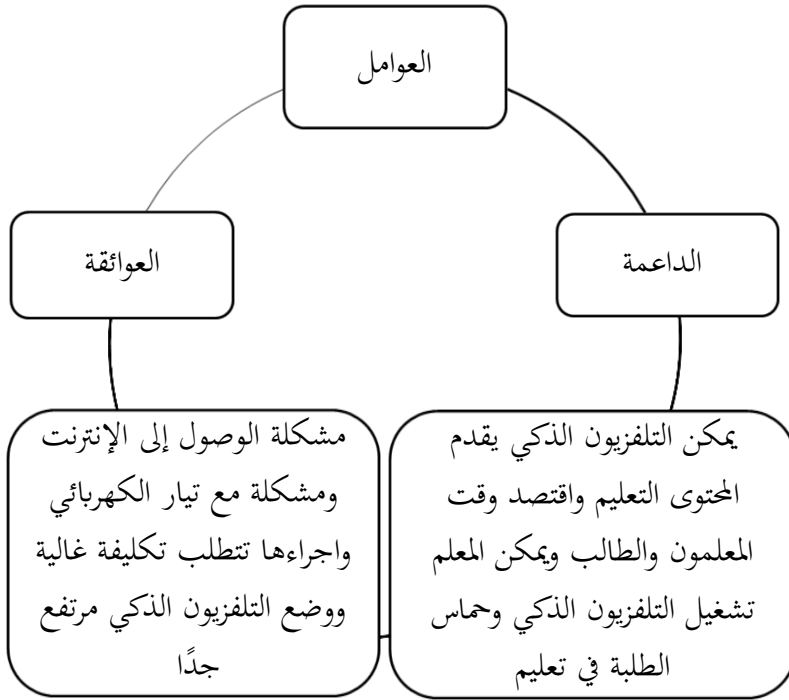 العوامل
الداعمة
العوائقة
يمكن التلفزيون الذكي يقدم
المحتوى التعليم واقتصد وقت
المعلمون والطالب ويمكن المعلم
تشغيل التلفزيون الذكي وحماس
الطلبة في تعليم
مشكلة الوصول إلى الإنترنت
ومشكلة مع تيار الكهربائي
واجراءها تتطلب تكليفة غالية
ووضع التلفزيون الذكي مرتفع
جدًا